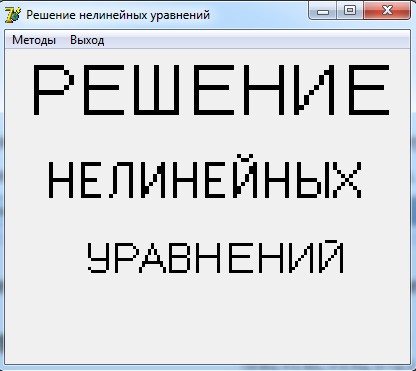 Решение нелинейных уравнений
Методы Выход
РЕШЕНИЕ
НЕЛИНЕЙНЫХ
УРАВНЕНИЙ